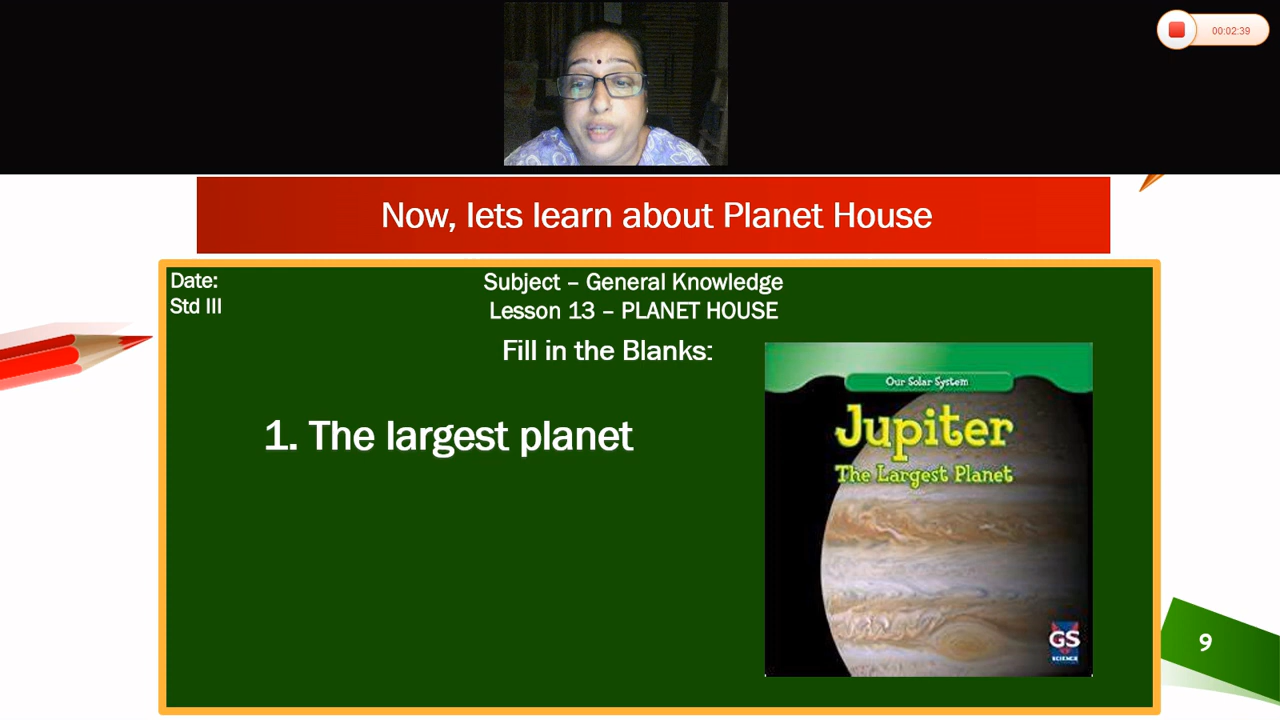 00:02:39
Now, lets learn about Planet House
Date:
Std III
Subject – General Knowledge
Lesson 13 – PLANET HOUSE
Fill in the Blanks:
1. The largest planet
Our Solar System
Jupiter
The Largest Planet
GS
SCIENCE
9